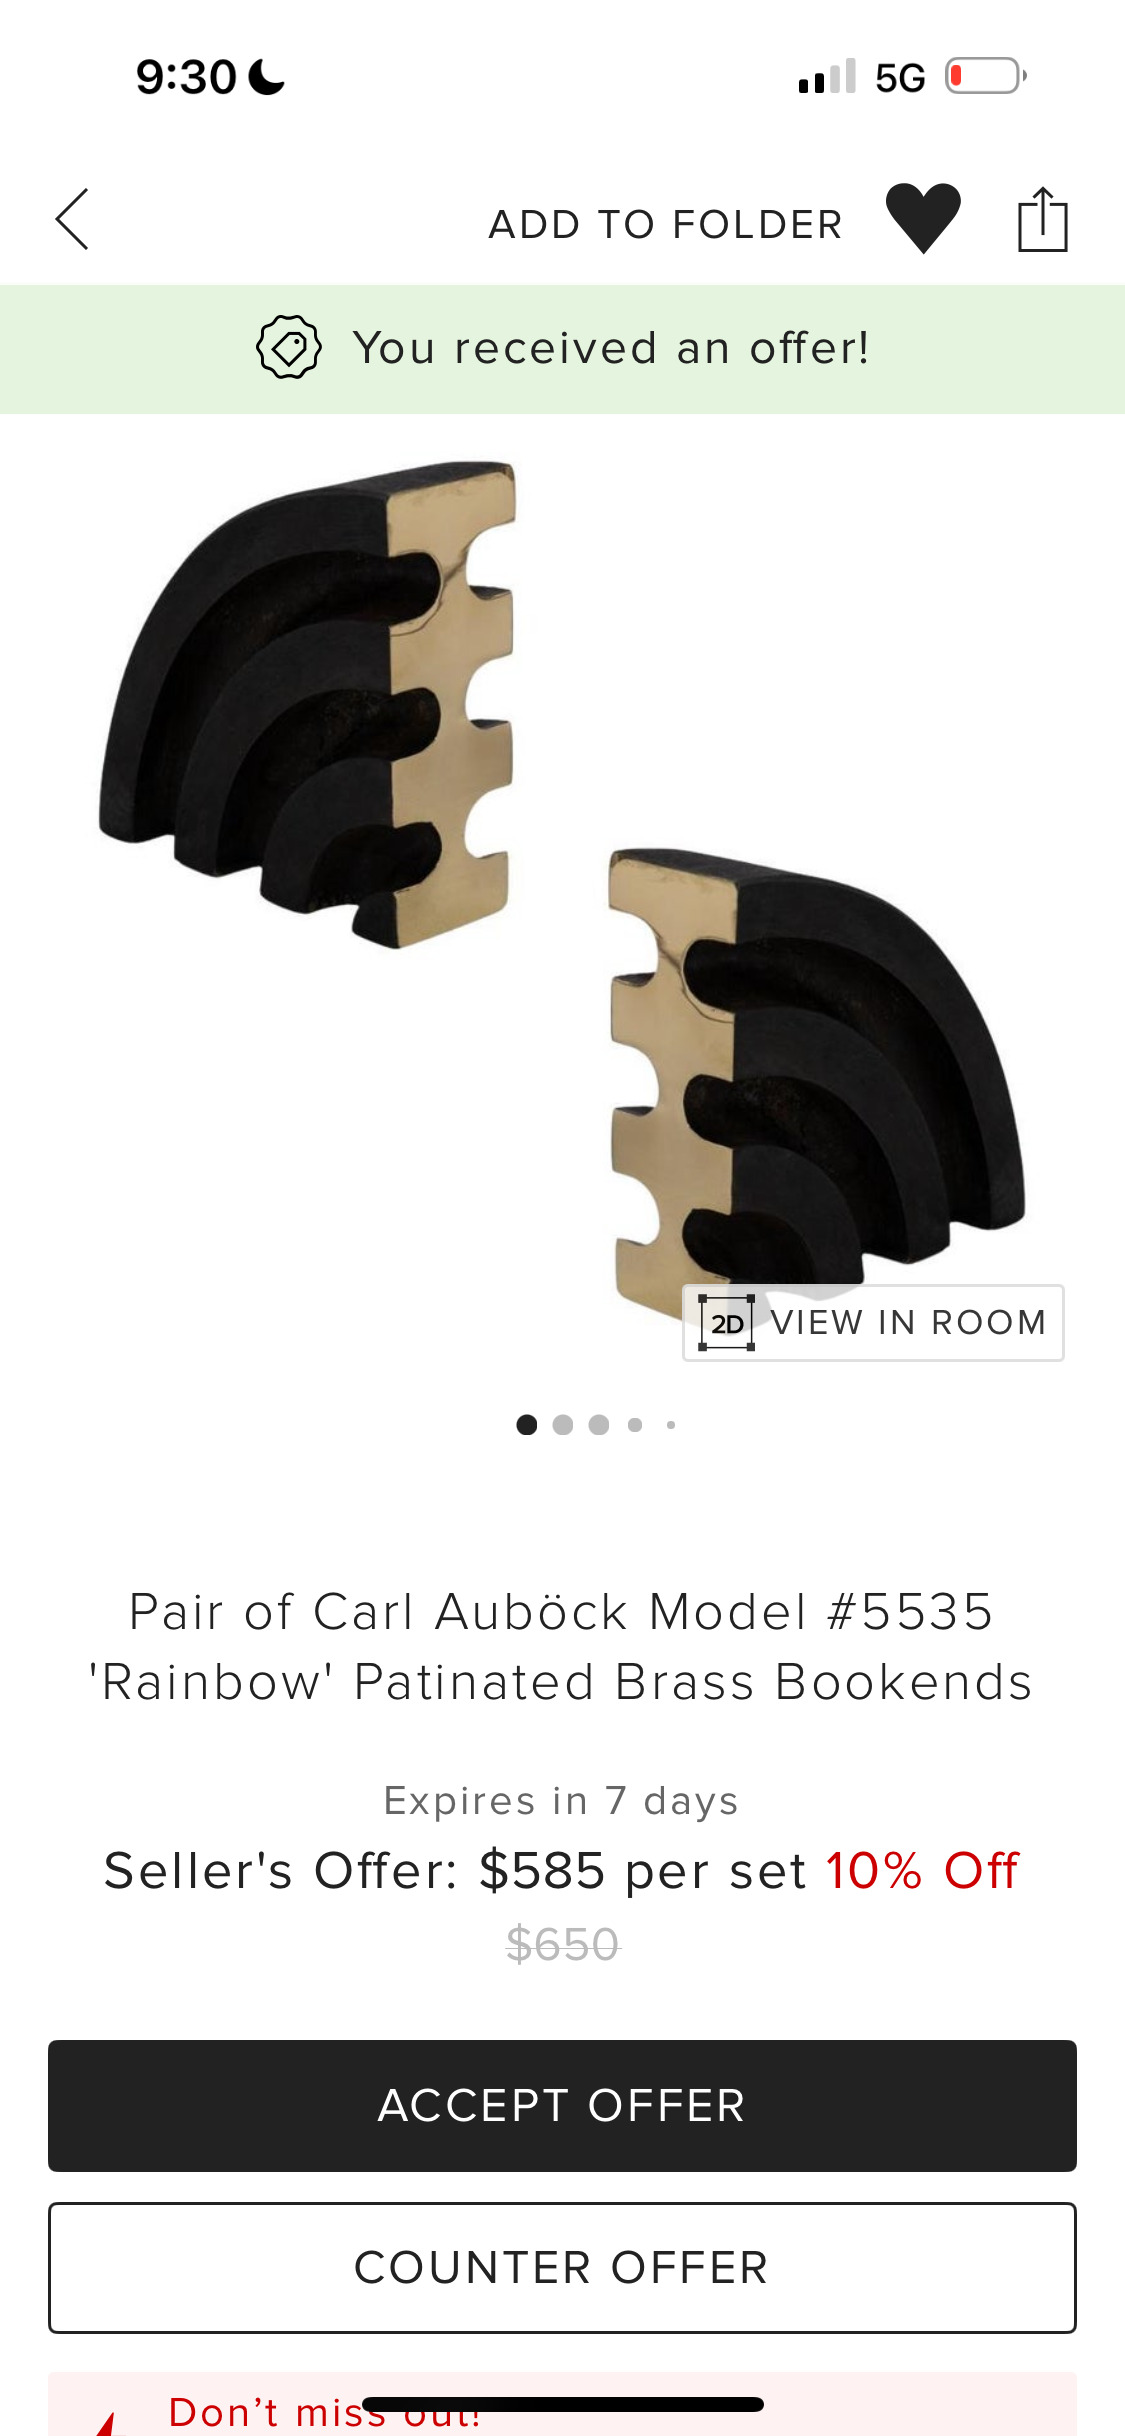 9:30
5G
ADD TO FOLDER
You received an offer!
2D VIEW IN ROOM
Pair of Carl Auböck Model #5535
'Rainbow' Patinated Brass Bookends
Expires in 7 days
Seller's Offer: $585 per set 10% Off
$650
ACCEPT OFFER
COUNTER OFFER
Don’t miss out!